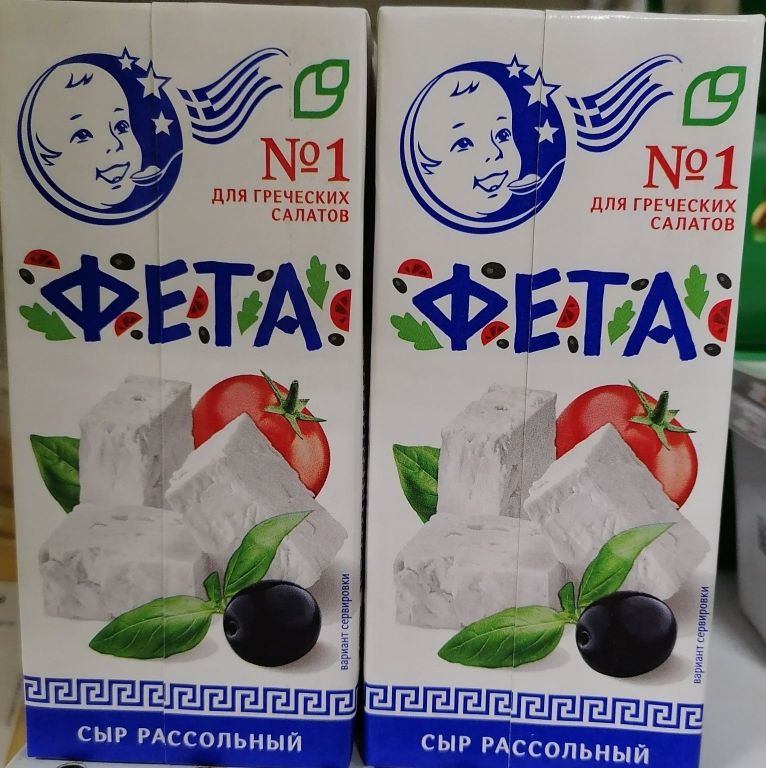 №1
ДЛЯ ГРЕЧЕСКИХ
САЛАТОВ
ФЕТА
вариант сервировки
СЫР РАССОЛЬНЫЙ
№1
ДЛЯ ГРЕЧЕСКИХ
САЛАТОВ
ФЕТА
вариант сервировки
СЫР РАССОЛЬНЫЙ